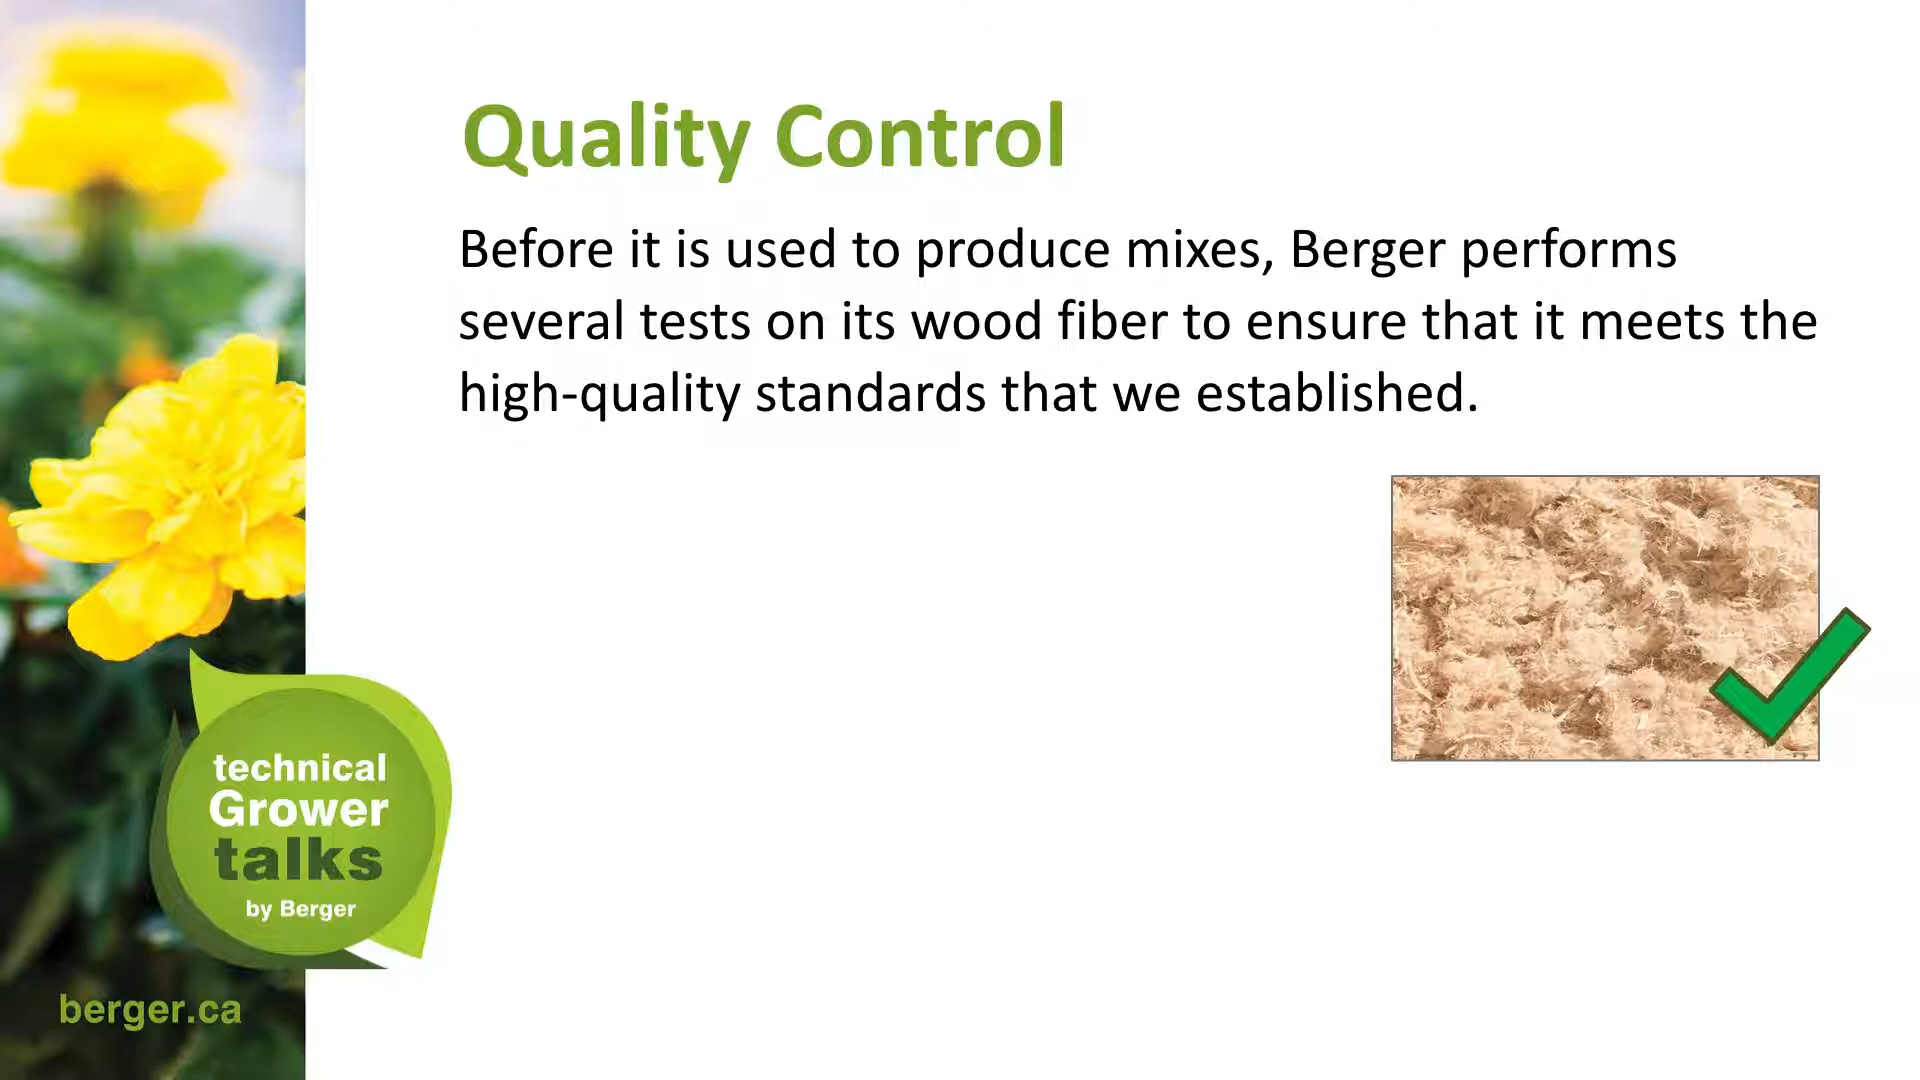 Quality Control
Before it is used to produce mixes, Berger performs
several tests on its wood fiber to ensure that it meets the
high-quality standards that we established.
technical
Grower
talks
by Berger
berger.ca